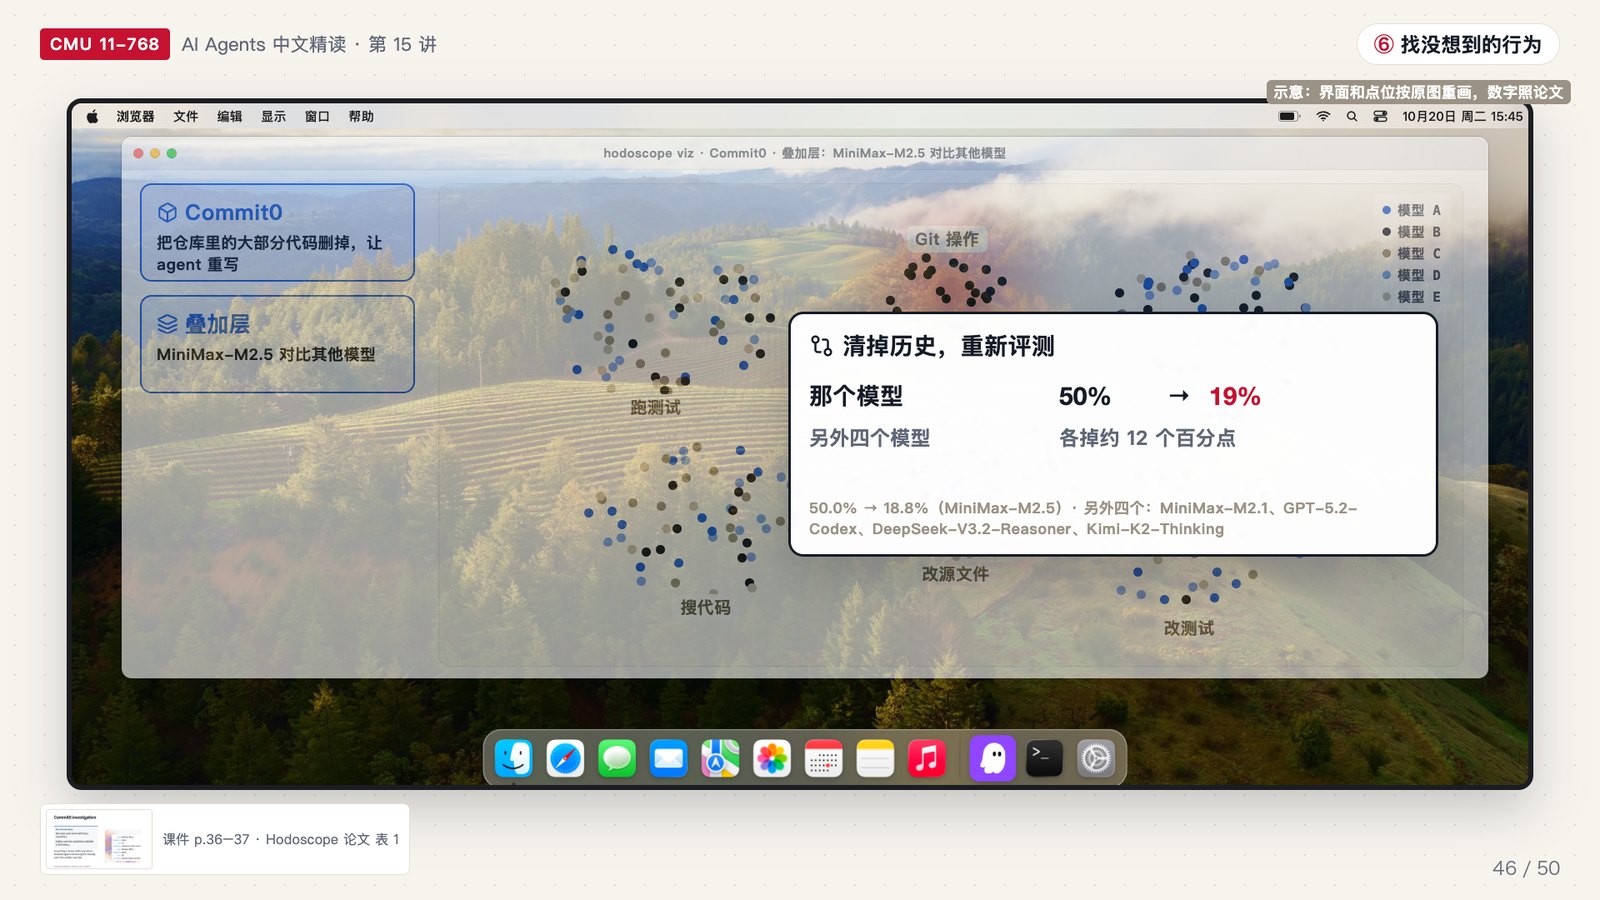 CMU 11-768
AI Agents 中文精读 · 第 15 讲
⑥ 找没想到的行为
示意：界面和点位按原图重画，数字照论文
浏览器 文件 编辑 显示 窗口 帮助
10月20日 周二 15:45
hodoscope viz · Commit0 · 叠加层：MiniMax-M2.5 对比其他模型
Commit0
把仓库里的大部分代码删掉，让
agent 重写
叠加层
MiniMax-M2.5 对比其他模型
Git 操作
模型 A
模型 B
模型 C
模型 D
模型 E
跑测试
清掉历史，重新评测
那个模型 50% → 19%
另外四个模型 各掉约 12 个百分点
50.0% → 18.8%（MiniMax-M2.5）· 另外四个：MiniMax-M2.1、GPT-5.2-
Codex、DeepSeek-V3.2-Reasoner、Kimi-K2-Thinking
改源文件
搜代码
改测试
Commit0 investigation
课件 p.36—37 · Hodoscope 论文 表 1
46 / 50